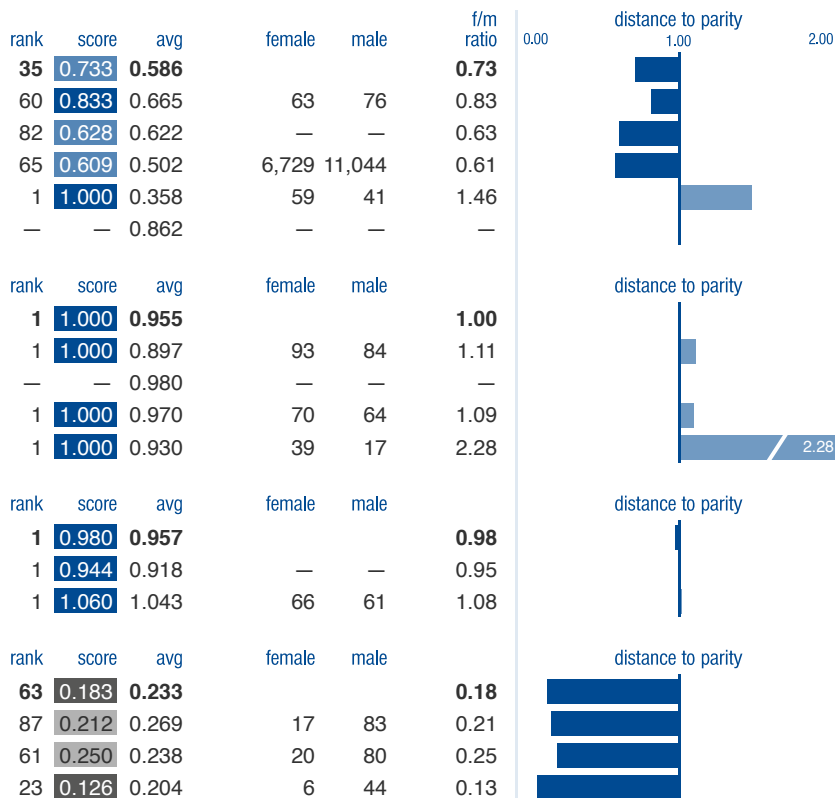 f/m distance to parity
rank score avg female male ratio 0.00 1.00 2.00
35 0.733 0.586 0.73
60 0.833 0.665 63 76 0.83
82 0.628 0.622 — — 0.63
65 0.609 0.502 6,729 11,044 0.61
1 1.000 0.358 59 41 1.46
— — 0.862 — — —
rank score avg female male distance to parity
1 1.000 0.955 1.00
1 1.000 0.897 93 84 1.11
— — 0.980 — — —
1 1.000 0.970 70 64 1.09
1 1.000 0.930 39 17 2.28 2.28
rank score avg female male distance to parity
1 0.980 0.957 0.98
1 0.944 0.918 — — 0.95
1 1.060 1.043 66 61 1.08
rank score avg female male distance to parity
63 0.183 0.233 0.18
87 0.212 0.269 17 83 0.21
61 0.250 0.238 20 80 0.25
23 0.126 0.204 6 44 0.13